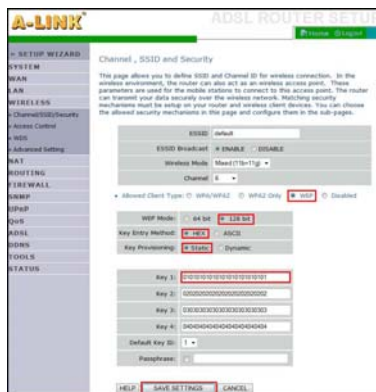 A-LINK
ADSL ROUTER SETUP
Home Logout
SETUP WIZARD
SYSTEM
WAN
LAN
WIRELESS
Channel/SSID/Security
Access Control
WDS
Advanced Setting
NAT
ROUTING
FIREWALL
SNMP
UPnP
QoS
ADSL
DDNS
TOOLS
STATUS
Channel , SSID and Security
This page allows you to define SSID and Channel ID for wireless connection. In the
wireless environment, the router can also act as an wireless access point. These
parameters are used for the mobile stations to connect to this access point. The router
can transmit your data securely over the wireless network. Matching security
mechanisms must be setup on your router and wireless client devices. You can choose
the allowed security mechanisms in this page and configure them in the sub-pages.
ESSID default
ESSID Broadcast ENABLE DISABLE
Wireless Mode Mixed (11b+11g)
Channel 6
Allowed Client Type: WPA/WPA2 WPA2 Only WEP Disabled
WEP Mode: 64 bit 128 bit
Key Entry Method: HEX ASCII
Key Provisioning: Static Dynamic
Key 1: 01010101010101010101010101
Key 2: 02020202020202020202020202
Key 3: 03030303030303030303030303
Key 4: 04040404040404040404040404
Default Key ID: 1
Passphrase:
HELP SAVE SETTINGS CANCEL